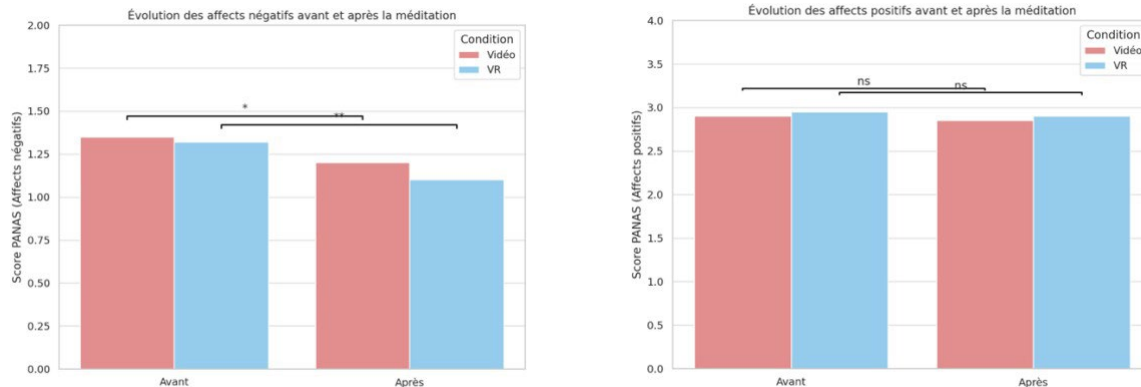 Évolution des affects négatifs avant et après la méditation
2.00
1.75
1.50
1.25
1.00
0.75
0.50
0.25
0.00
Score PANAS (Affects négatifs)
Condition
Vidéo
VR
*
**
Avant
Après
Évolution des affects positifs avant et après la méditation
4.0
3.5
3.0
2.5
2.0
1.5
1.0
0.5
0.0
Score PANAS (Affects positifs)
Condition
Vidéo
VR
ns
ns
Avant
Après